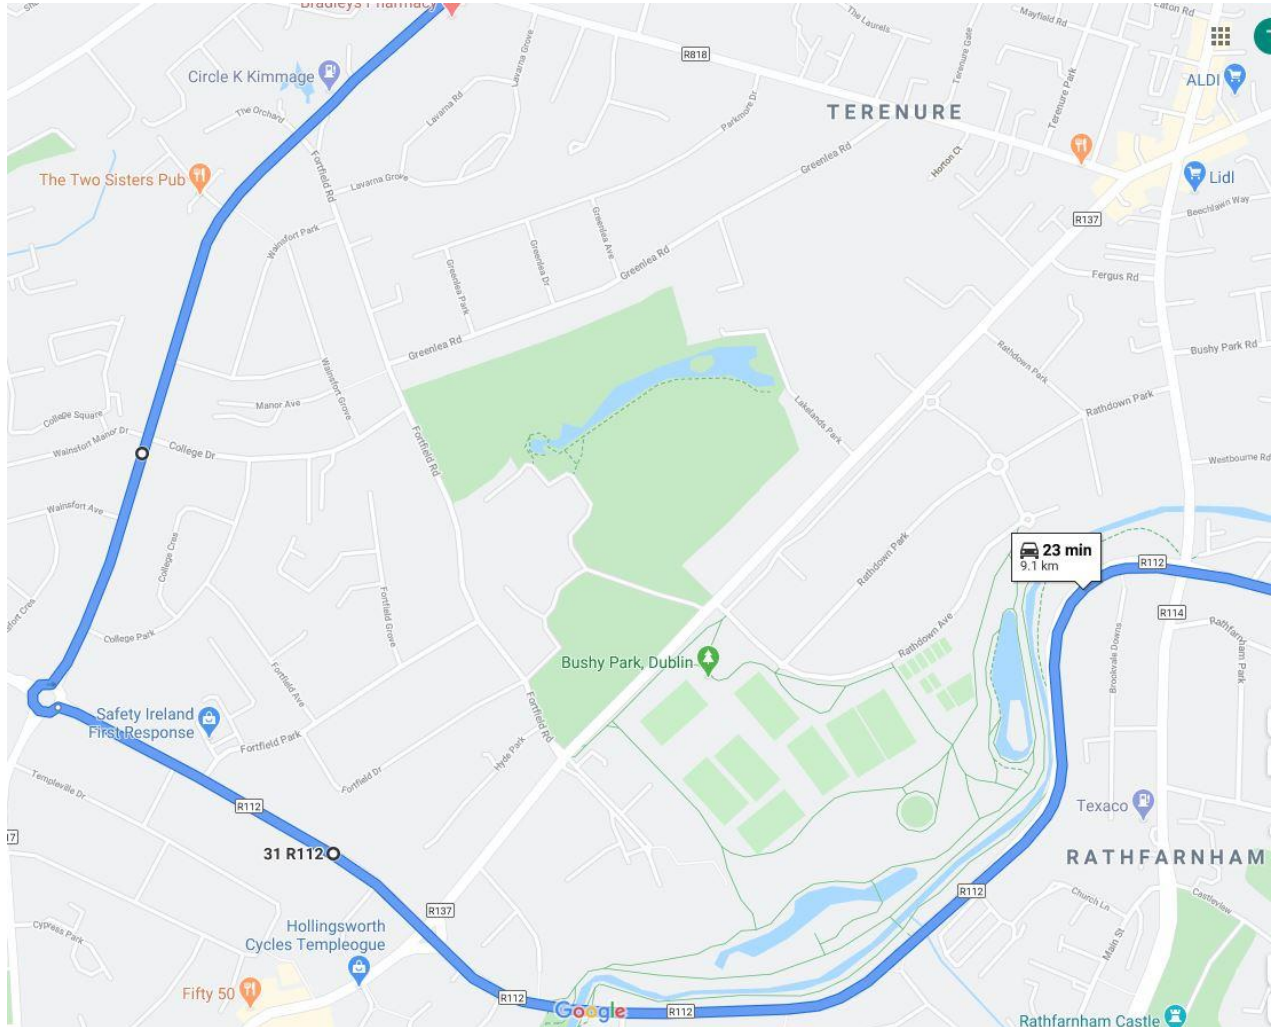 Bradleys Pharmacy
The Laurels
Mayfield Rd
Eaton Rd
R818
Lavarna Grove
Terenure Gate
Circle K Kimmage
ALDI
Lavarna Rd
Terenure Park
The Orchard
Parkmore Dr
TERENURE
Fortfield Rd
Greenlea Rd
Horton Ct
The Two Sisters Pub
Lavarna Grove
Lidl
R137
Beechlawn Way
Wainsfort Park
Greenlea Ave
Greenlea Dr
Greenlea Rd
Greenlea Park
Fergus Rd
Greenlea Rd
Bushy Park Rd
Rathdown Park
Wainsfort Grove
Manor Ave
College Square
Rathdown Park
Lakelands Park
Wainsfort Manor Dr
College Dr
Fortfield Rd
Westbourne Rd
Wainsfort Ave
College Cres
Rathdown Park
23 min
9.1 km
R112
R114
Fortfield Grove
College Park
Rathdown Ave
Rathfarnham Park
Brookvale Downs
Bushy Park, Dublin
Fortfield Ave
Fortfield Rd
Safety Ireland
First Response
Fortfield Park
Hyde Park
Templeville Dr
Fortfield Dr
R112
Texaco
31 R112
RATHFARNHAM
R112
Church Ln
Castleview
R137
Cypress Park
Hollingsworth
Cycles Templeogue
Main St
Fifty 50
R112
Google
R112
Rathfarnham Castle